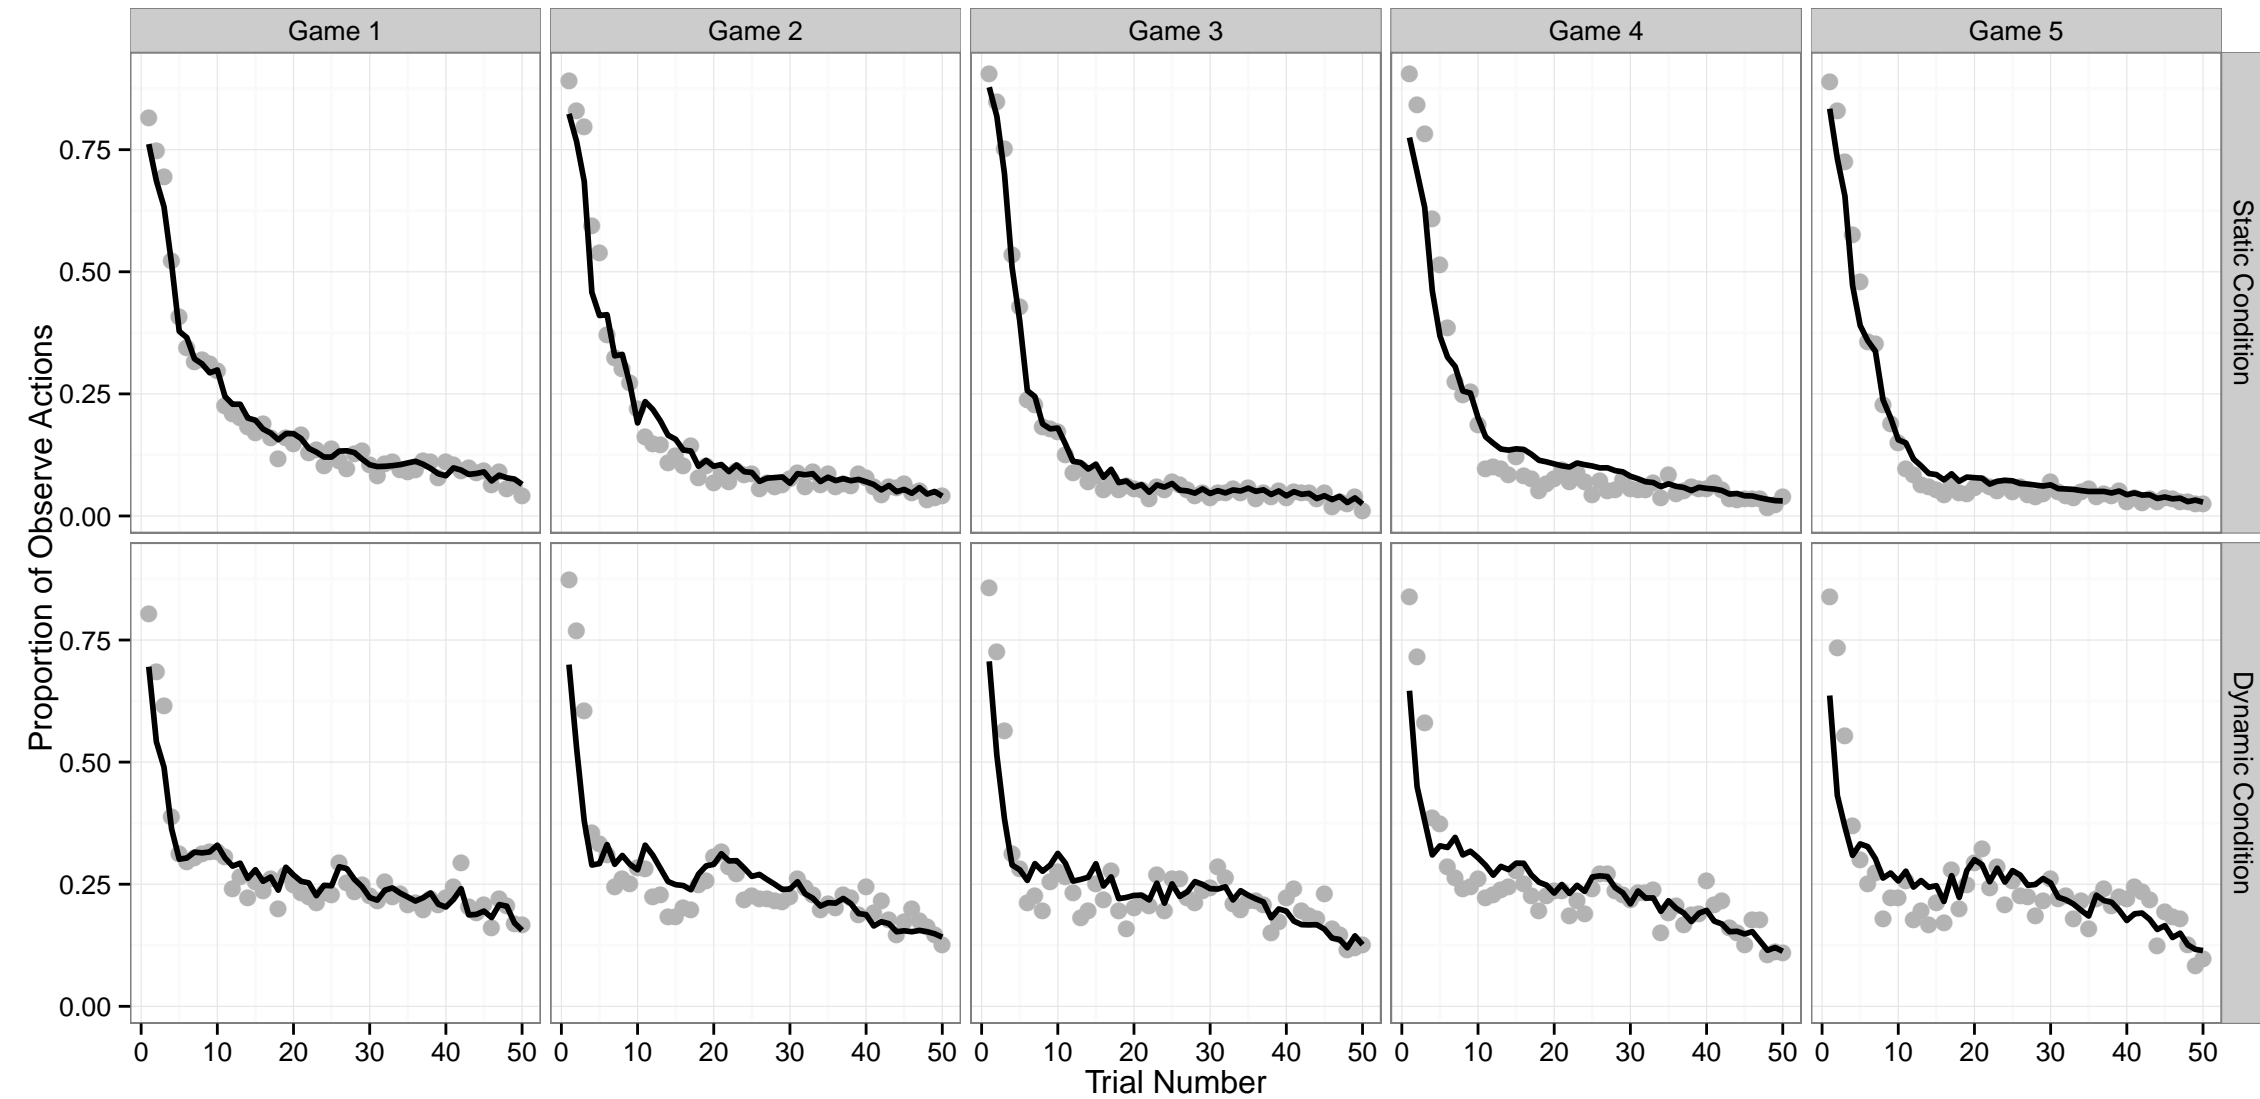 Game 1 Game 2 Game 3 Game 4 Game 5
Proportion of Observe Actions
0.75
0.50
0.25
0.00
Static Condition
0.75
0.50
0.25
0.00
Dynamic Condition
0 10 20 30 40 50 0 10 20 30 40 50 0 10 20 30 40 50 0 10 20 30 40 50 0 10 20 30 40 50
Trial Number